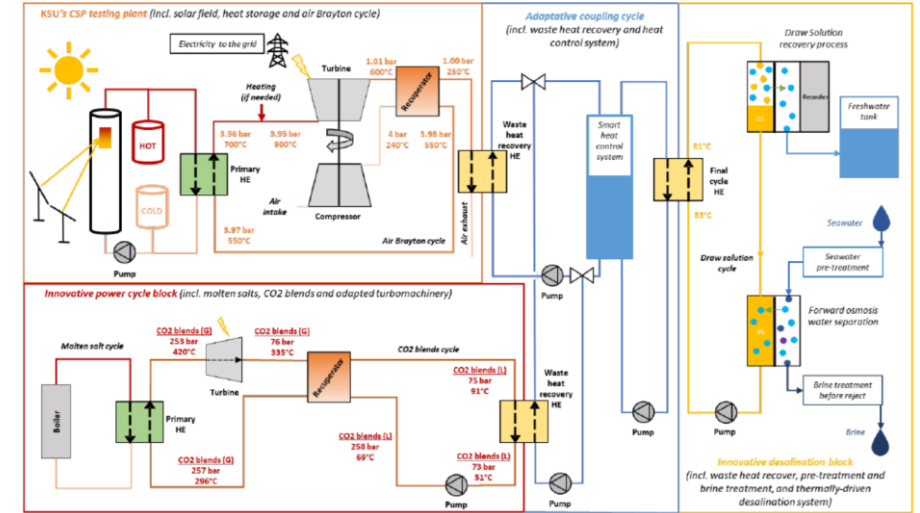 KSU's CSP testing plant (incl. solar field, heat storage and air Brayton cycle)
Electricity to the grid
Turbine
1.01 bar
600°C
1.00 bar
250°C
Recuperator
Heating
(if needed)
3.96 bar
700°C
3.95 bar
900°C
4 bar
240°C
3.98 bar
550°C
HOT
COLD
Primary
HE
Air
intake
Compressor
3.97 bar
550°C
Air Brayton cycle
Air exhaust
Pump
Adaptative coupling cycle
(incl. waste heat recovery and heat
control system)
Waste
heat
recovery
HE
Smart
heat
control
system
Pump
Final
cycle
HE
81°C
Draw Solution
recovery process
DS
Freshwater
tank
Seawater
Draw solution
cycle
Seawater
pre-treatment
Forward osmosis
water separation
DS
Brine treatment
before reject
Brine
Pump
Innovative desalination block
(incl. waste heat recover, pre-treatment and
brine treatment, and thermally-driven
desalination system)
Innovative power cycle block (incl. molten salts, CO2 blends and adapted turbomachinery)
Molten salt cycle
CO2 blends (G)
253 bar
420°C
CO2 blends (G)
76 bar
335°C
CO2 blends cycle
Turbine
Recuperator
Boiler
Primary
HE
CO2 blends (G)
257 bar
296°C
CO2 blends (L)
258 bar
69°C
CO2 blends (L)
75 bar
91°C
CO2 blends (L)
73 bar
51°C
Pump
Waste
heat
recovery
HE
Pump
Pump